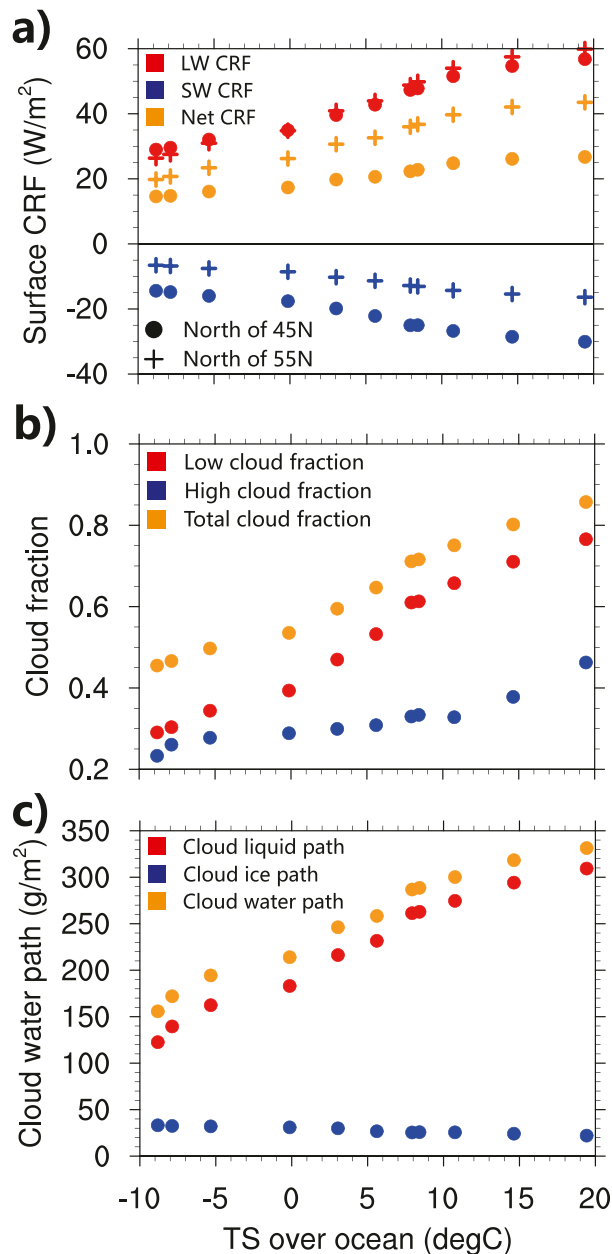 a)
60
40
20
0
-20
-40
Surface CRF (W/m²)
LW CRF
SW CRF
Net CRF
North of 45N
North of 55N
b)
1.0
0.8
0.6
0.4
0.2
Cloud fraction
Low cloud fraction
High cloud fraction
Total cloud fraction
c)
350
300
250
200
150
100
50
0
Cloud water path (g/m²)
Cloud liquid path
Cloud ice path
Cloud water path
-10 -5 0 5 10 15 20
TS over ocean (degC)